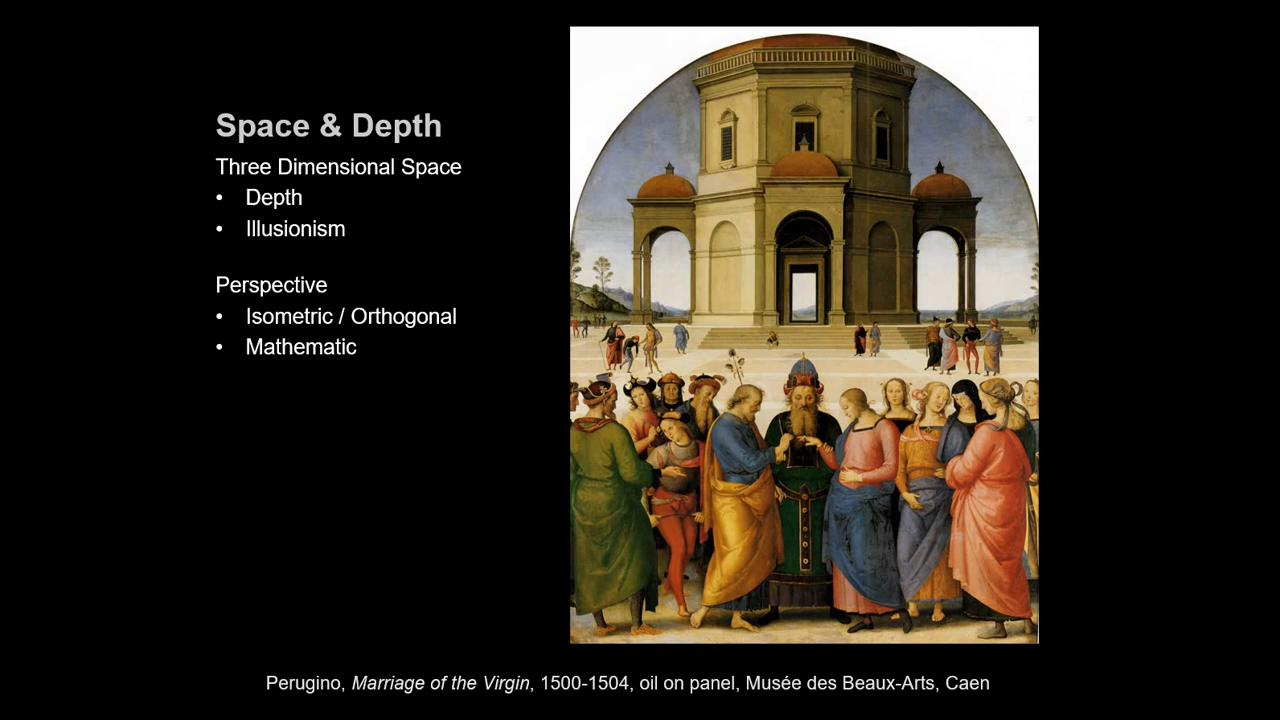 Space & Depth
Three Dimensional Space
• Depth
• Illusionism
Perspective
• Isometric / Orthogonal
• Mathematic
Perugino, Marriage of the Virgin, 1500-1504, oil on panel, Musée des Beaux-Arts, Caen